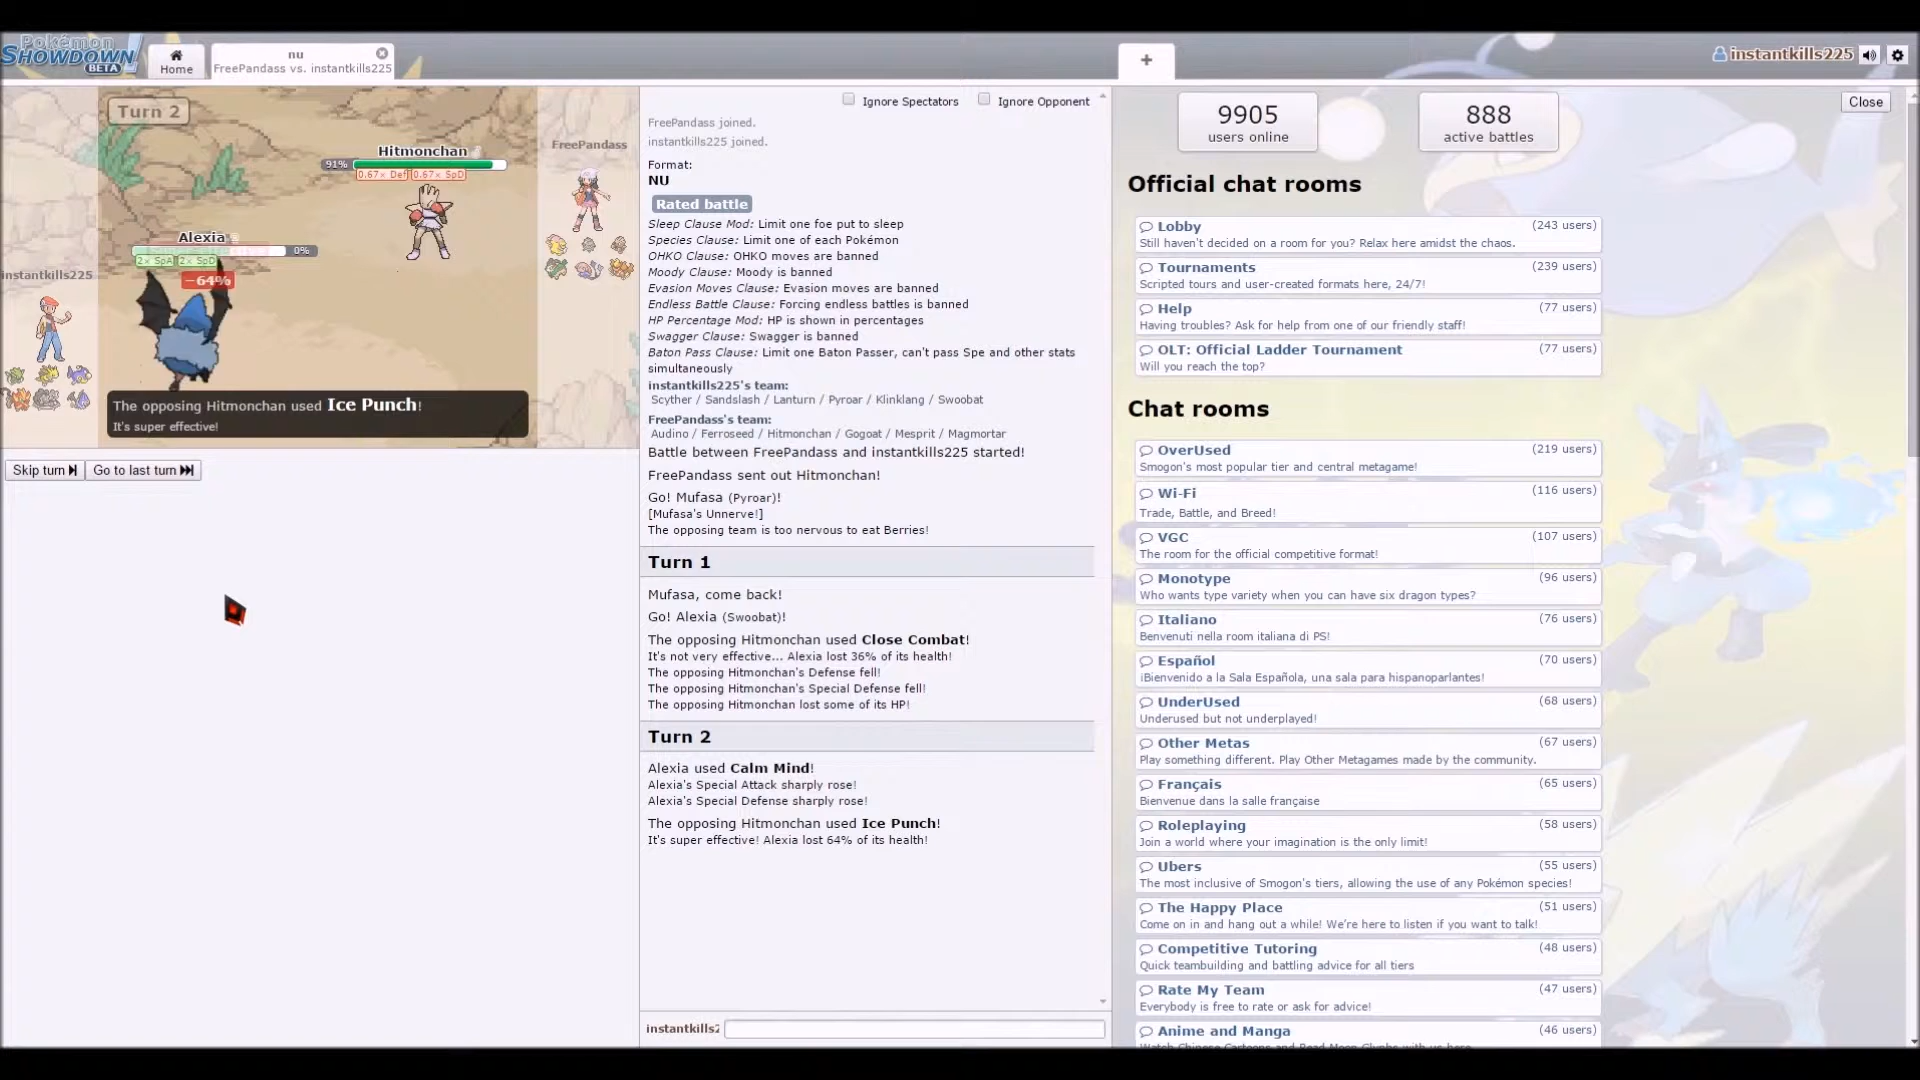 Pokémon
SHOWDOWN!
BETA
Home
nu
FreePandass vs. instantkills225
+
instantkills225
Turn 2
Hitmonchan
91%
0.67× Def 0.67× SpD
Alexia
0%
2× SpA 2× SpD
−64%
FreePandass
instantkills225
The opposing Hitmonchan used Ice Punch!
It's super effective!
Skip turn
Go to last turn
Ignore Spectators
Ignore Opponent
FreePandass joined.
instantkills225 joined.
Format:
NU
Rated battle
Sleep Clause Mod: Limit one foe put to sleep
Species Clause: Limit one of each Pokémon
OHKO Clause: OHKO moves are banned
Moody Clause: Moody is banned
Evasion Moves Clause: Evasion moves are banned
Endless Battle Clause: Forcing endless battles is banned
HP Percentage Mod: HP is shown in percentages
Swagger Clause: Swagger is banned
Baton Pass Clause: Limit one Baton Passer, can't pass Spe and other stats
simultaneously
instantkills225's team:
Scyther / Sandslash / Lanturn / Pyroar / Klinklang / Swoobat
FreePandass's team:
Audino / Ferroseed / Hitmonchan / Gogoat / Mesprit / Magmortar
Battle between FreePandass and instantkills225 started!
FreePandass sent out Hitmonchan!
Go! Mufasa (Pyroar)!
[Mufasa's Unnerve!]
The opposing team is too nervous to eat Berries!
Turn 1
Mufasa, come back!
Go! Alexia (Swoobat)!
The opposing Hitmonchan used Close Combat!
It's not very effective... Alexia lost 36% of its health!
The opposing Hitmonchan's Defense fell!
The opposing Hitmonchan's Special Defense fell!
The opposing Hitmonchan lost some of its HP!
Turn 2
Alexia used Calm Mind!
Alexia's Special Attack sharply rose!
Alexia's Special Defense sharply rose!
The opposing Hitmonchan used Ice Punch!
It's super effective! Alexia lost 64% of its health!
instantkills2
9905
users online
888
active battles
Close
Official chat rooms
Lobby (243 users)
Still haven't decided on a room for you? Relax here amidst the chaos.
Tournaments (239 users)
Scripted tours and user-created formats here, 24/7!
Help (77 users)
Having troubles? Ask for help from one of our friendly staff!
OLT: Official Ladder Tournament (77 users)
Will you reach the top?
Chat rooms
OverUsed (219 users)
Smogon's most popular tier and central metagame!
Wi-Fi (116 users)
Trade, Battle, and Breed!
VGC (107 users)
The room for the official competitive format!
Monotype (96 users)
Who wants type variety when you can have six dragon types?
Italiano (76 users)
Benvenuti nella room italiana di PS!
Español (70 users)
¡Bienvenido a la Sala Española, una sala para hispanoparlantes!
UnderUsed (68 users)
Underused but not underplayed!
Other Metas (67 users)
Play something different. Play Other Metagames made by the community.
Français (65 users)
Bienvenue dans la salle française
Roleplaying (58 users)
Join a world where your imagination is the only limit!
Ubers (55 users)
The most inclusive of Smogon's tiers, allowing the use of any Pokémon species!
The Happy Place (51 users)
Come on in and hang out a while! We're here to listen if you want to talk!
Competitive Tutoring (48 users)
Quick teambuilding and battling advice for all tiers
Rate My Team (47 users)
Everybody is free to rate or ask for advice!
Anime and Manga (46 users)
Watch Chinese Cartoons and Read Moon Glyphs with us here